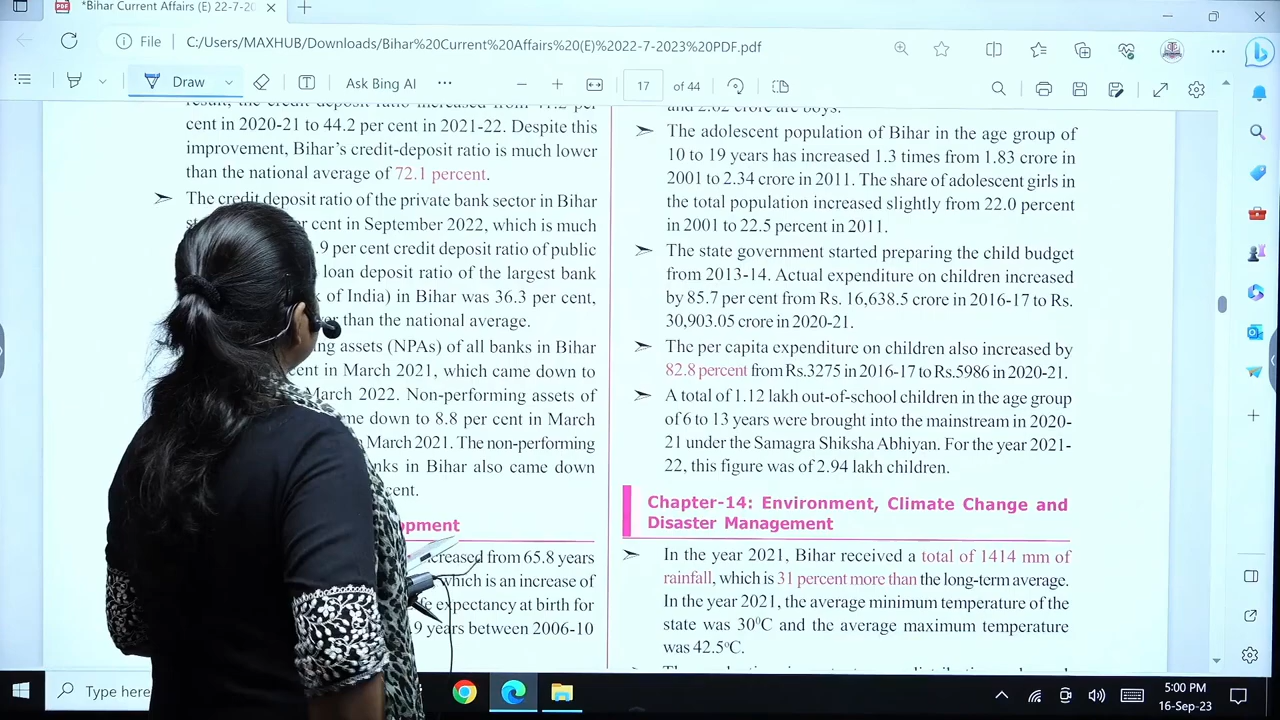 *Bihar Current Affairs (E) 22-7-20
File
C:/Users/MAXHUB/Downloads/Bihar%20Current%20Affairs%20(E)%2022-7-2023%20PDF.pdf
Draw
Ask Bing AI
17
of 44
cent in 2020-21 to 44.2 per cent in 2021-22. Despite this
improvement, Bihar's credit-deposit ratio is much lower
than the national average of 72.1 percent.
The credit deposit ratio of the private bank sector in Bihar
per cent in September 2022, which is much
.9 per cent credit deposit ratio of public
loan deposit ratio of the largest bank
of India) in Bihar was 36.3 per cent,
than the national average.
assets (NPAs) of all banks in Bihar
in March 2021, which came down to
March 2022. Non-performing assets of
down to 8.8 per cent in March
March 2021. The non-performing
in Bihar also came down
from 65.8 years
which is an increase of
expectancy at birth for
9 years between 2006-10
and 2.02 crore are boys.
The adolescent population of Bihar in the age group of
10 to 19 years has increased 1.3 times from 1.83 crore in
2001 to 2.34 crore in 2011. The share of adolescent girls in
the total population increased slightly from 22.0 percent
in 2001 to 22.5 percent in 2011.
The state government started preparing the child budget
from 2013-14. Actual expenditure on children increased
by 85.7 per cent from Rs. 16,638.5 crore in 2016-17 to Rs.
30,903.05 crore in 2020-21.
The per capita expenditure on children also increased by
82.8 percent from Rs.3275 in 2016-17 to Rs.5986 in 2020-21.
A total of 1.12 lakh out-of-school children in the age group
of 6 to 13 years were brought into the mainstream in 2020-
21 under the Samagra Shiksha Abhiyan. For the year 2021-
22, this figure was of 2.94 lakh children.
Chapter-14: Environment, Climate Change and
Disaster Management
In the year 2021, Bihar received a total of 1414 mm of
rainfall, which is 31 percent more than the long-term average.
In the year 2021, the average minimum temperature of the
state was 30⁰C and the average maximum temperature
was 42.5⁰C.
Type here
5:00 PM
16-Sep-23